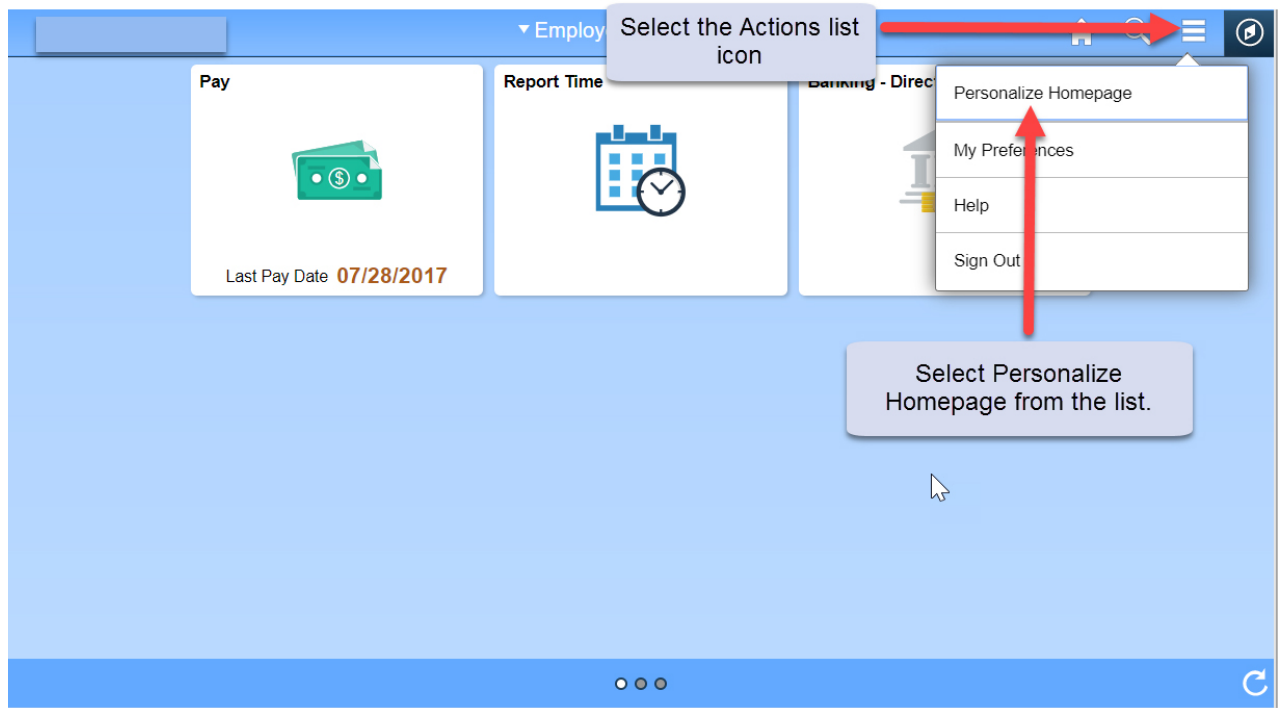 Employ
Select the Actions list
icon
Pay
Report Time
Banking - Direc
Personalize Homepage
My Preferences
Help
Sign Out
$
Last Pay Date 07/28/2017
Select Personalize
Homepage from the list.